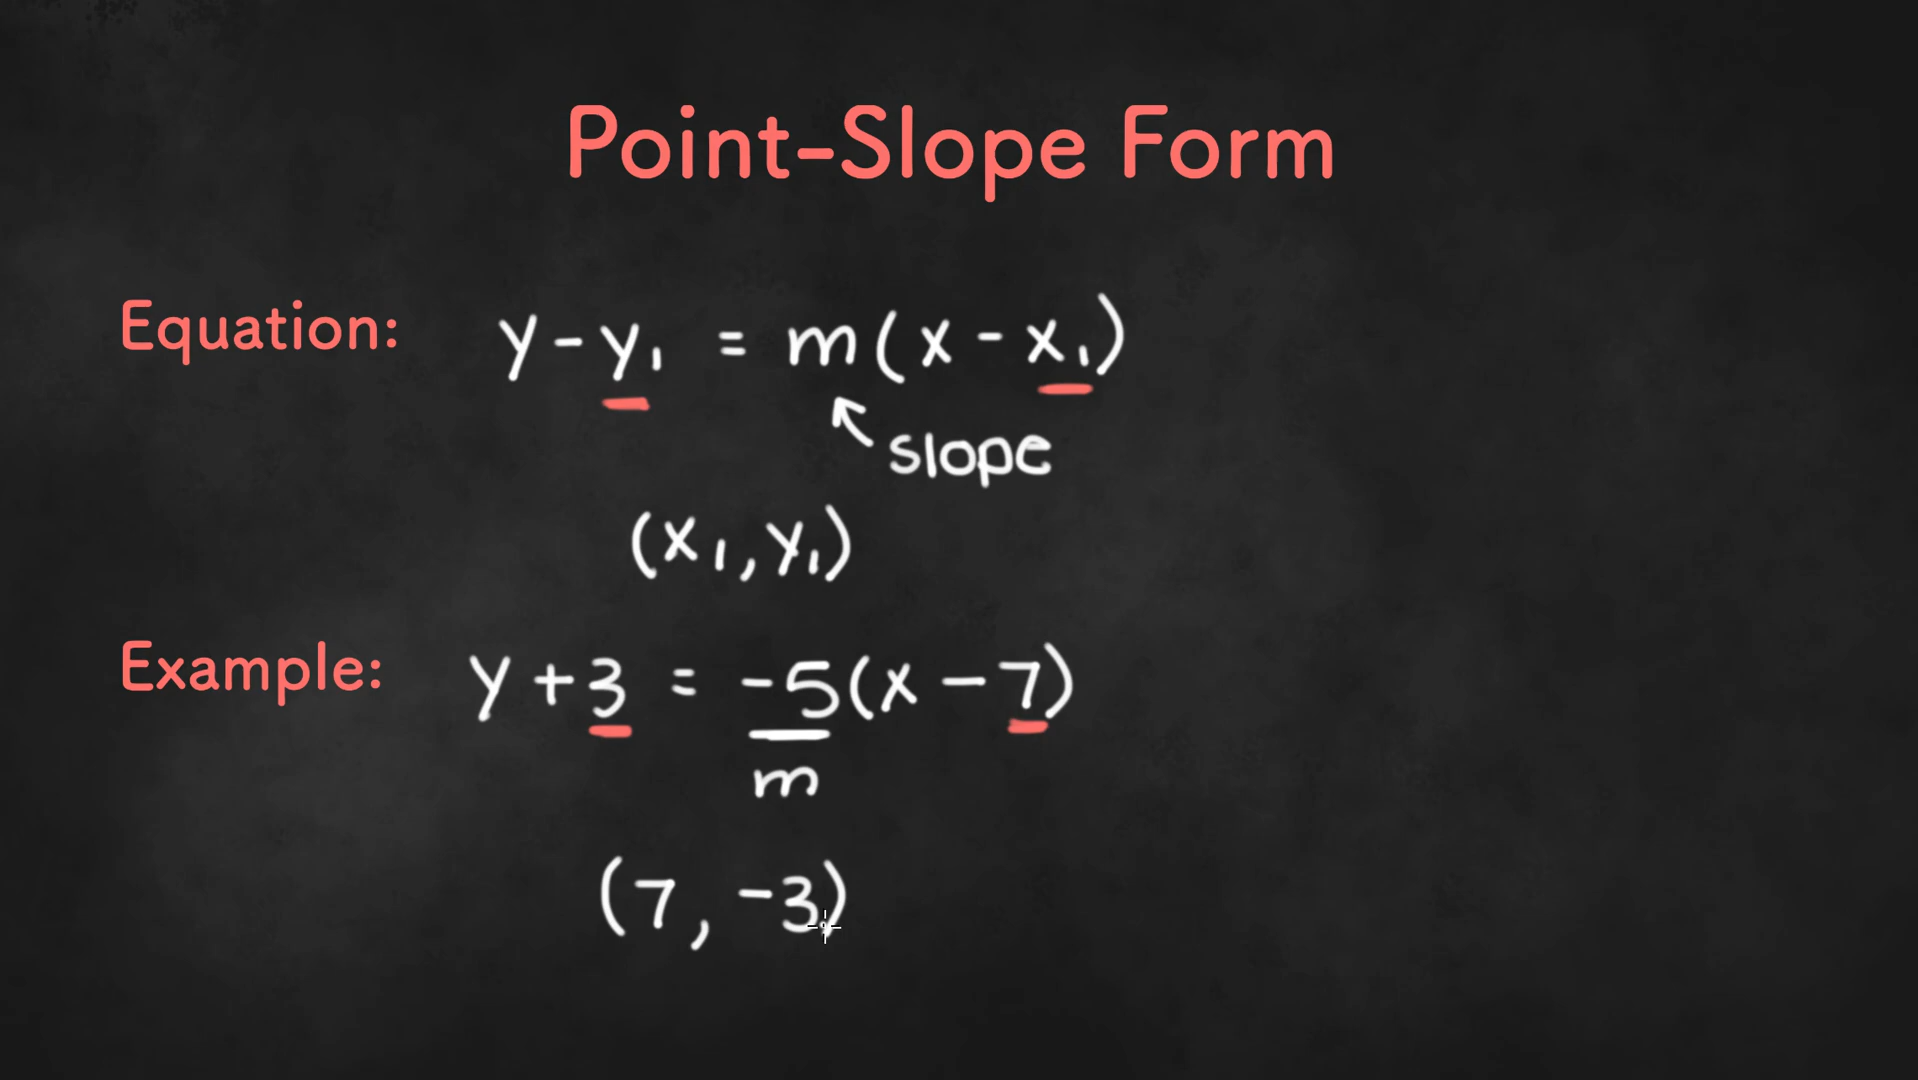 Point-Slope Form
Equation: y - y₁ = m(x - x₁)
slope
(x₁, y₁)
Example: y + 3 = -5(x - 7)
m
(7, -3)